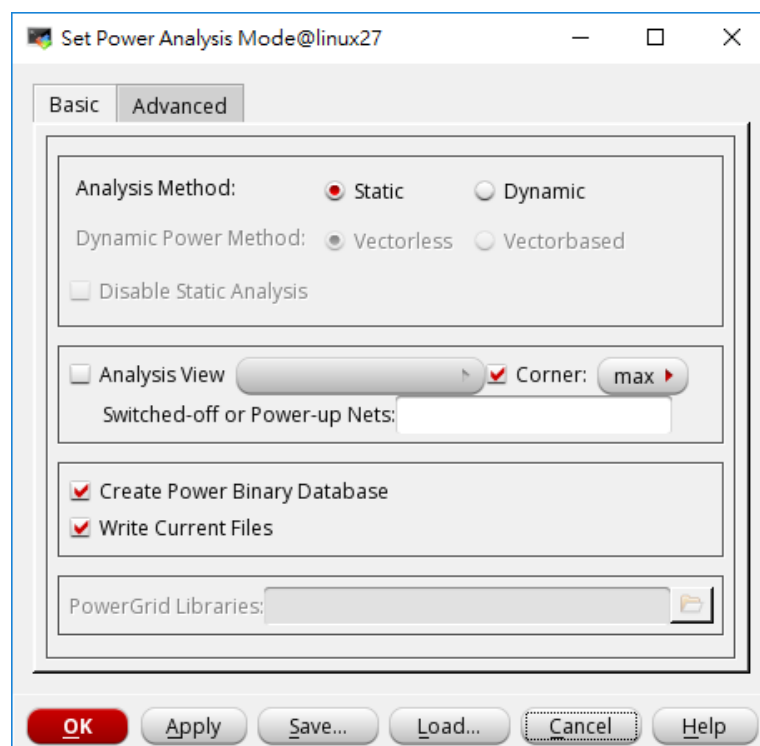 Set Power Analysis Mode@linux27
Basic Advanced
Analysis Method: Static Dynamic
Dynamic Power Method: Vectorless Vectorbased
Disable Static Analysis
Analysis View Corner: max
Switched-off or Power-up Nets:
Create Power Binary Database
Write Current Files
PowerGrid Libraries:
OK Apply Save... Load... Cancel Help